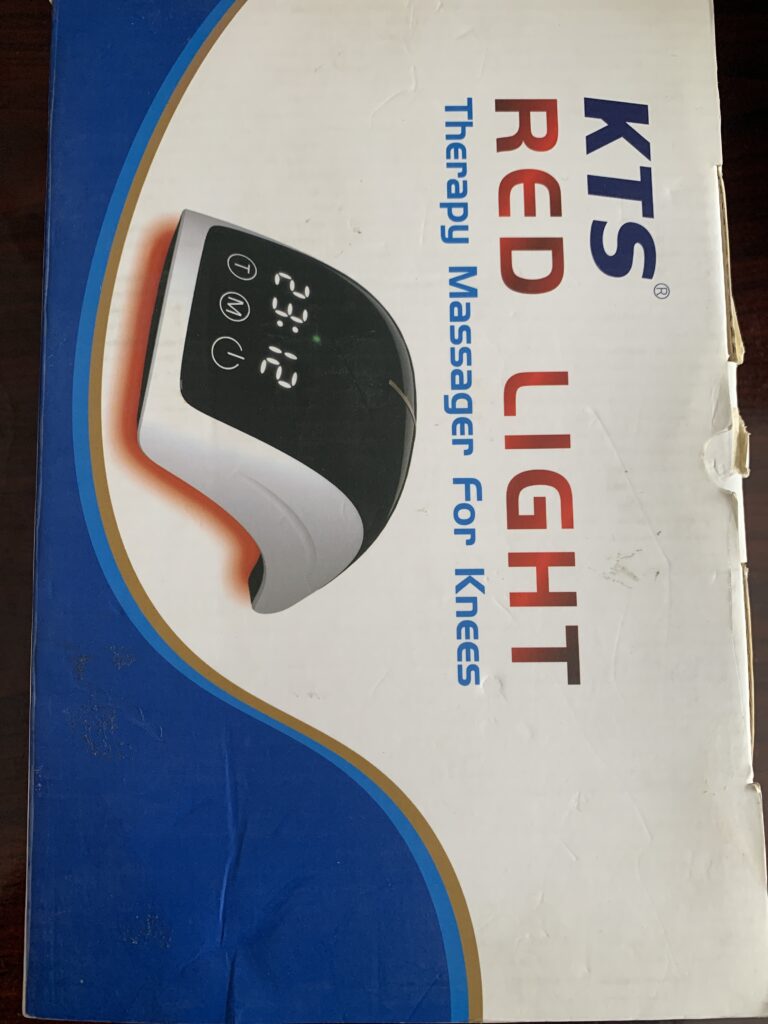 KTS®
RED LIGHT
Therapy Massager For Knees
23:12
T M